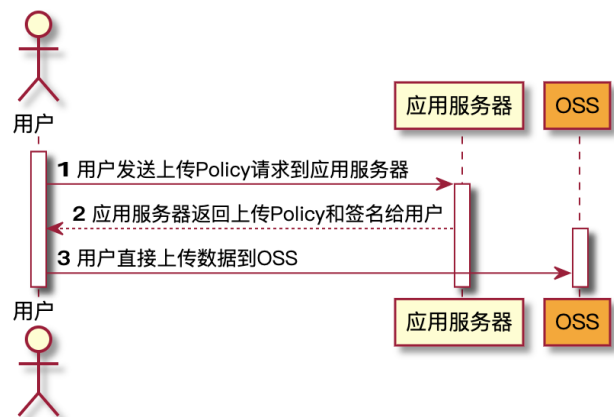 用户
应用服务器
OSS
1 用户发送上传Policy请求到应用服务器
2 应用服务器返回上传Policy和签名给用户
3 用户直接上传数据到OSS
用户
应用服务器
OSS